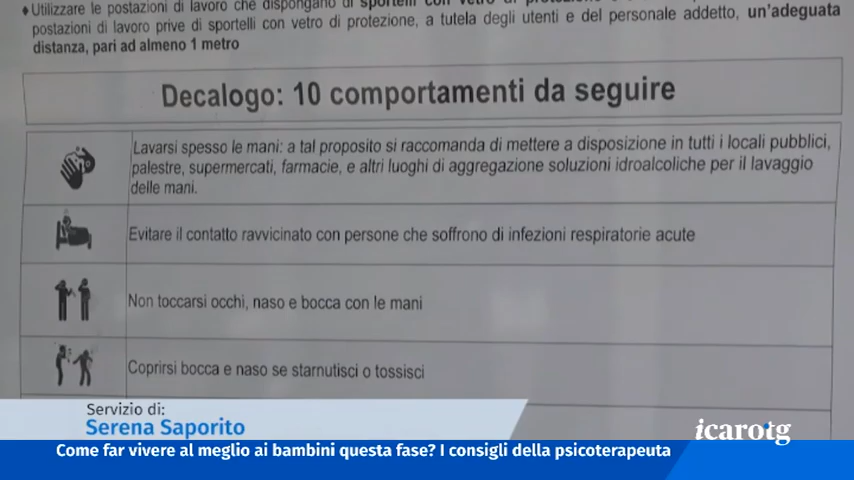 ♦Utilizzare le postazioni di lavoro che dispongano di sportelli con vetro di protezione
postazioni di lavoro prive di sportelli con vetro di protezione, a tutela degli utenti e del personale addetto, un'adeguata
distanza, pari ad almeno 1 metro
Decalogo: 10 comportamenti da seguire
Lavarsi spesso le mani: a tal proposito si raccomanda di mettere a disposizione in tutti i locali pubblici,
palestre, supermercati, farmacie, e altri luoghi di aggregazione soluzioni idroalcoliche per il lavaggio
delle mani.
Evitare il contatto ravvicinato con persone che soffrono di infezioni respiratorie acute
Non toccarsi occhi, naso e bocca con le mani
Coprirsi bocca e naso se starnutisci o tossisci
Servizio di:
Serena Saporito
icarotg
Come far vivere al meglio ai bambini questa fase? I consigli della psicoterapeuta